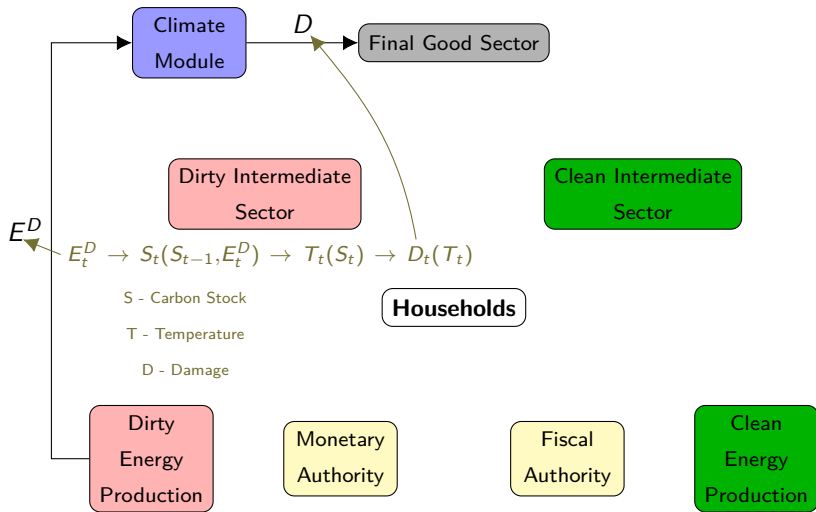 Climate
Module
D
Final Good Sector
Dirty Intermediate
Sector
Clean Intermediate
Sector
E^D
E_t^D → S_t(S_{t−1},E_t^D) → T_t(S_t) → D_t(T_t)
S - Carbon Stock
T - Temperature
D - Damage
Households
Dirty
Energy
Production
Monetary
Authority
Fiscal
Authority
Clean
Energy
Production